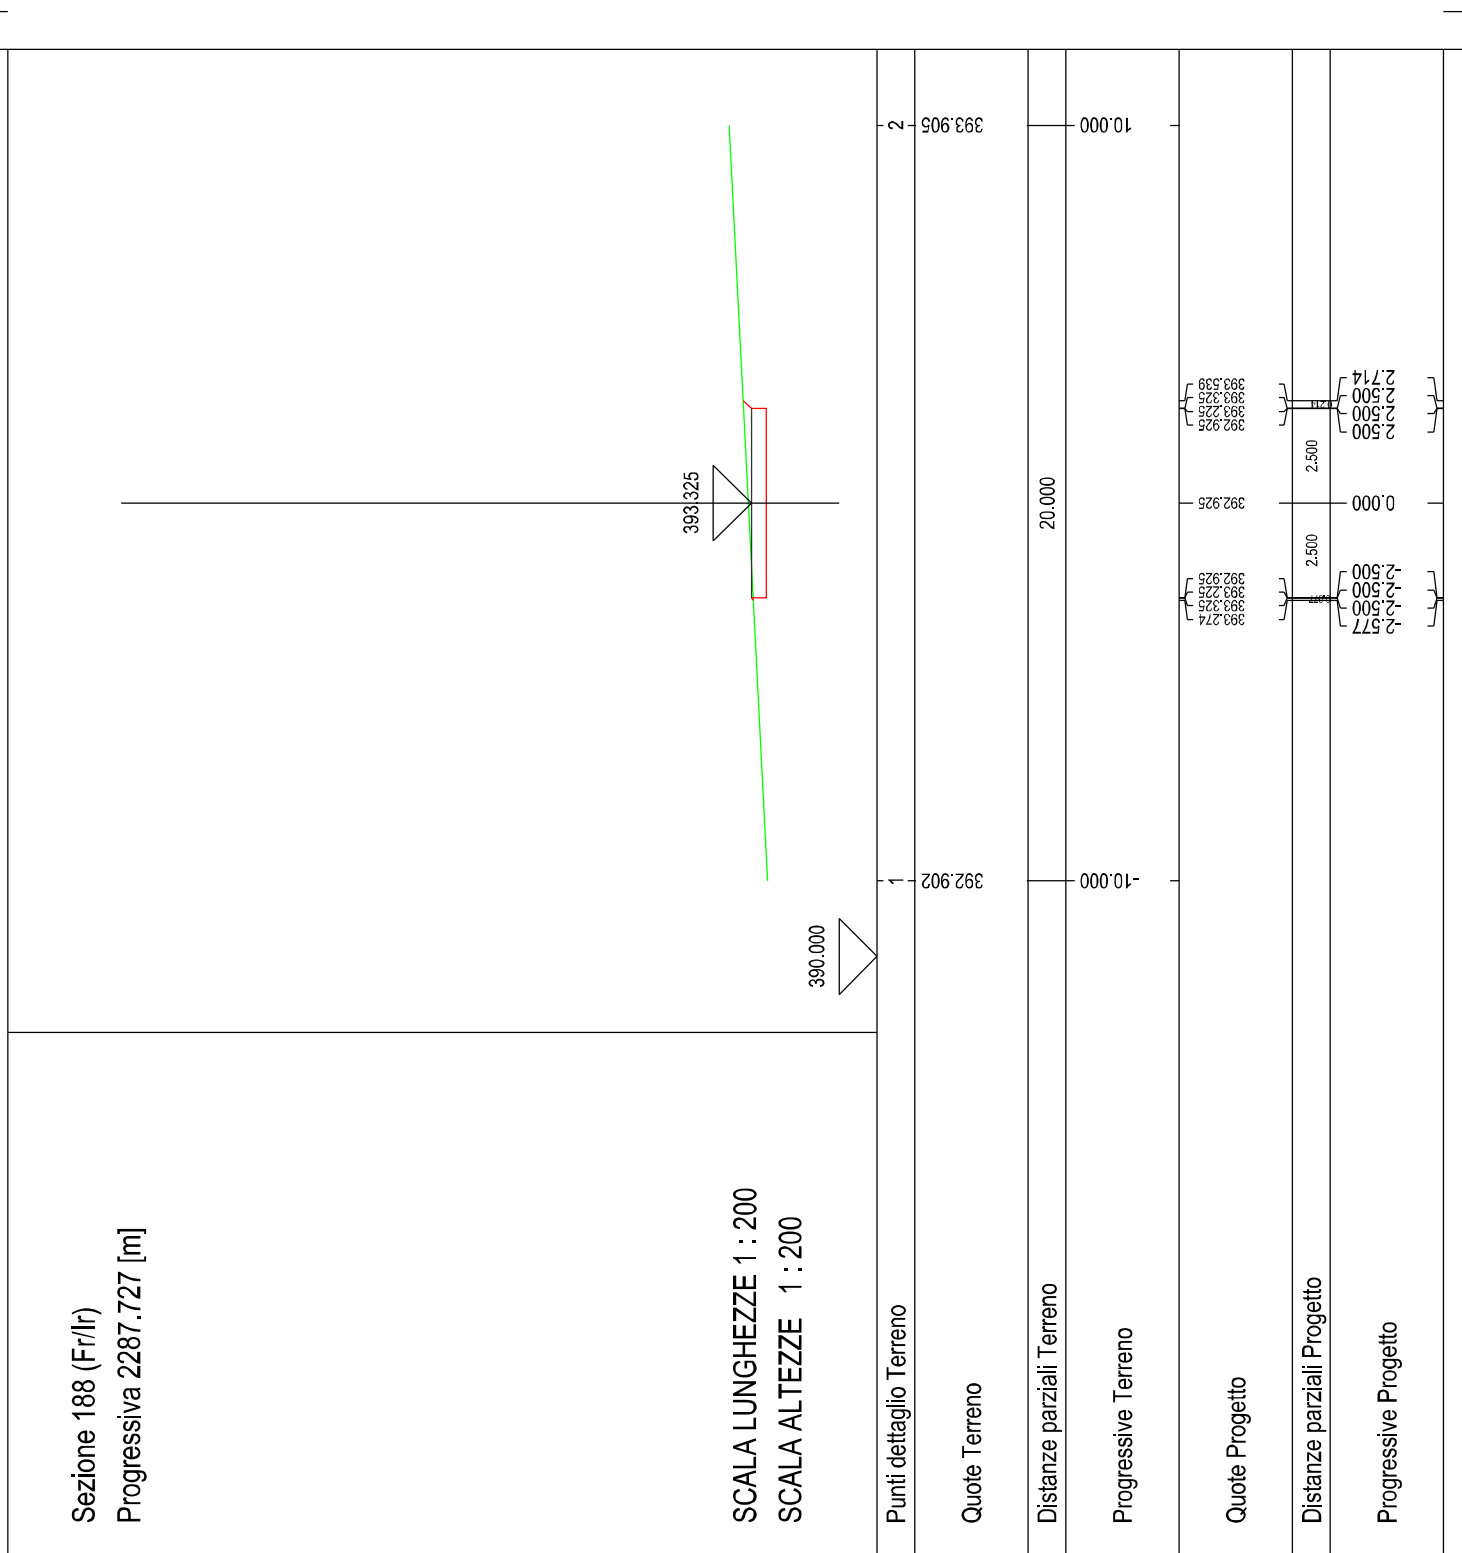 Sezione 188 (Fr/Ir)
Progressiva 2287.727 [m]
393.325
390.000
SCALA LUNGHEZZE 1 : 200
SCALA ALTEZZE 1 : 200
Punti dettaglio Terreno 1 2
Quote Terreno 392.902 393.905
Distanze parziali Terreno 20.000
Progressive Terreno -10.000 10.000
Quote Progetto 393.274 393.325 393.225 392.925 392.925 392.925 393.225 393.325 393.539
Distanze parziali Progetto 2.500 2.500 0.214
Progressive Progetto -2.577 -2.500 -2.500 -2.500 0.000 2.500 2.500 2.500 2.714